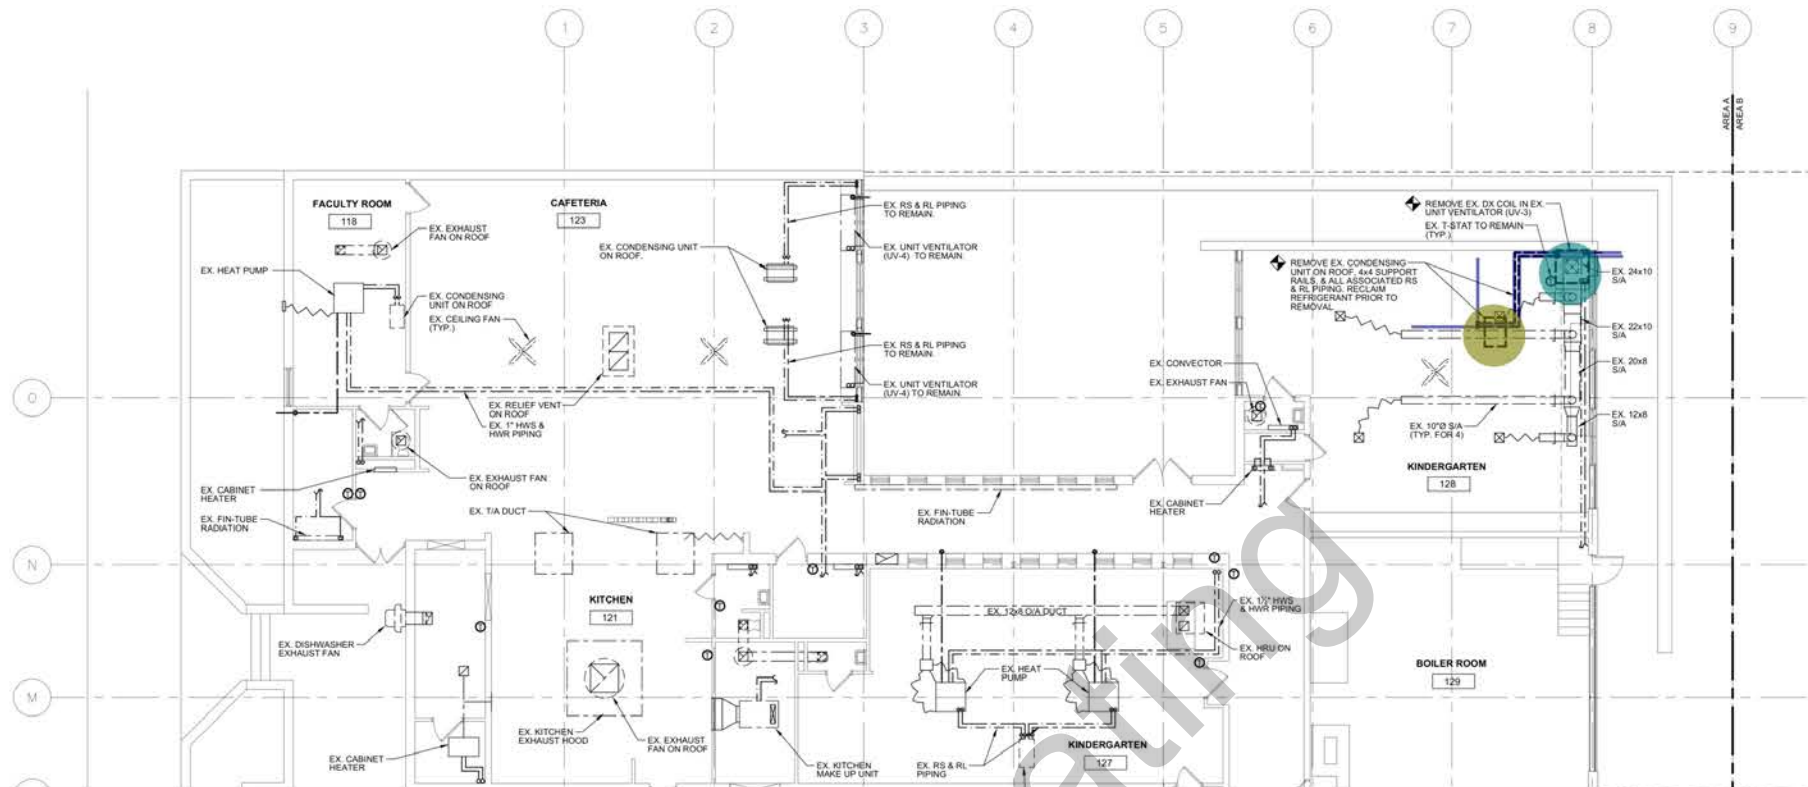 1 2 3 4 5 6 7 8 9
AREA A
AREA B
FACULTY ROOM
118
EX. EXHAUST
FAN ON ROOF
EX. HEAT PUMP
EX. CONDENSING
UNIT ON ROOF
EX. CEILING FAN
(TYP.)
CAFETERIA
123
EX. CONDENSING UNIT
ON ROOF.
EX. RS & RL PIPING
TO REMAIN.
EX. UNIT VENTILATOR
(UV-4) TO REMAIN.
EX. RS & RL PIPING
TO REMAIN.
EX. UNIT VENTILATOR
(UV-4) TO REMAIN.
REMOVE EX. DX COIL IN EX.
UNIT VENTILATOR (UV-3)
EX. T-STAT TO REMAIN
(TYP.)
REMOVE EX. CONDENSING
UNIT ON ROOF, 4x4 SUPPORT
RAILS, & ALL ASSOCIATED RS
& RL PIPING. RECLAIM
REFRIGERANT PRIOR TO
REMOVAL.
EX. 24x10
S/A
EX. 22x10
S/A
EX. 20x8
S/A
EX. 12x8
S/A
EX. CONVECTOR
EX. EXHAUST FAN
O
EX. RELIEF VENT
ON ROOF
EX. 1" HWS &
HWR PIPING
EX. 10"Ø S/A
(TYP. FOR 4)
KINDERGARTEN
128
EX. EXHAUST FAN
ON ROOF
EX. CABINET
HEATER
EX. FIN-TUBE
RADIATION
EX. T/A DUCT
EX. FIN-TUBE
RADIATION
EX. CABINET
HEATER
N
KITCHEN
121
EX. DISHWASHER
EXHAUST FAN
EX. 12x8 O/A DUCT
EX. 1½" HWS
& HWR PIPING
EX. HRU ON
ROOF
EX. HEAT
PUMP
BOILER ROOM
129
M
EX. KITCHEN
EXHAUST HOOD
EX. EXHAUST
FAN ON ROOF
EX. CABINET
HEATER
EX. KITCHEN
MAKE UP UNIT
EX. RS & RL
PIPING
KINDERGARTEN
127
ating